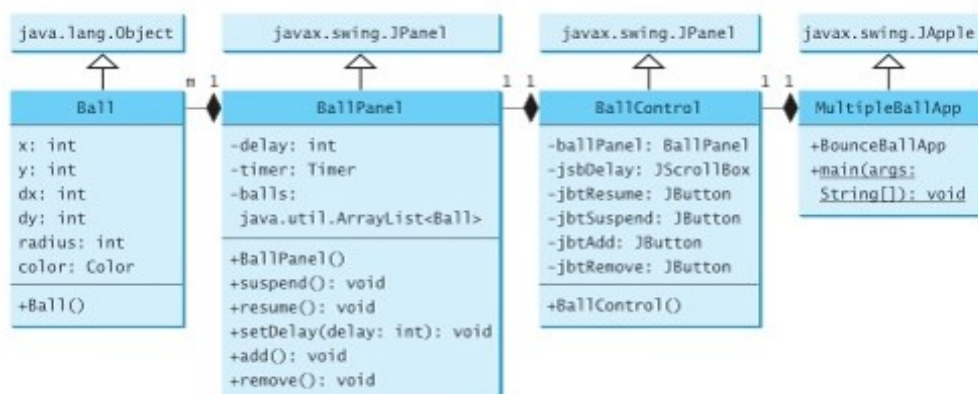 java.lang.Object
javax.swing.JPanel
javax.swing.JPanel
javax.swing.JApple
m 1
1 1
1 1
Ball
x: int
y: int
dx: int
dy: int
radius: int
color: Color
+Ball()
BallPanel
-delay: int
-timer: Timer
-balls:
java.util.ArrayList<Ball>
+BallPanel()
+suspend(): void
+resume(): void
+setDelay(delay: int): void
+add(): void
+remove(): void
BallControl
-ballPanel: BallPanel
-jsbDelay: JScrollBox
-jbtResume: JButton
-jbtSuspend: JButton
-jbtAdd: JButton
-jbtRemove: JButton
+BallControl()
MultipleBallApp
+BounceBallApp
+main(args:
String[]): void